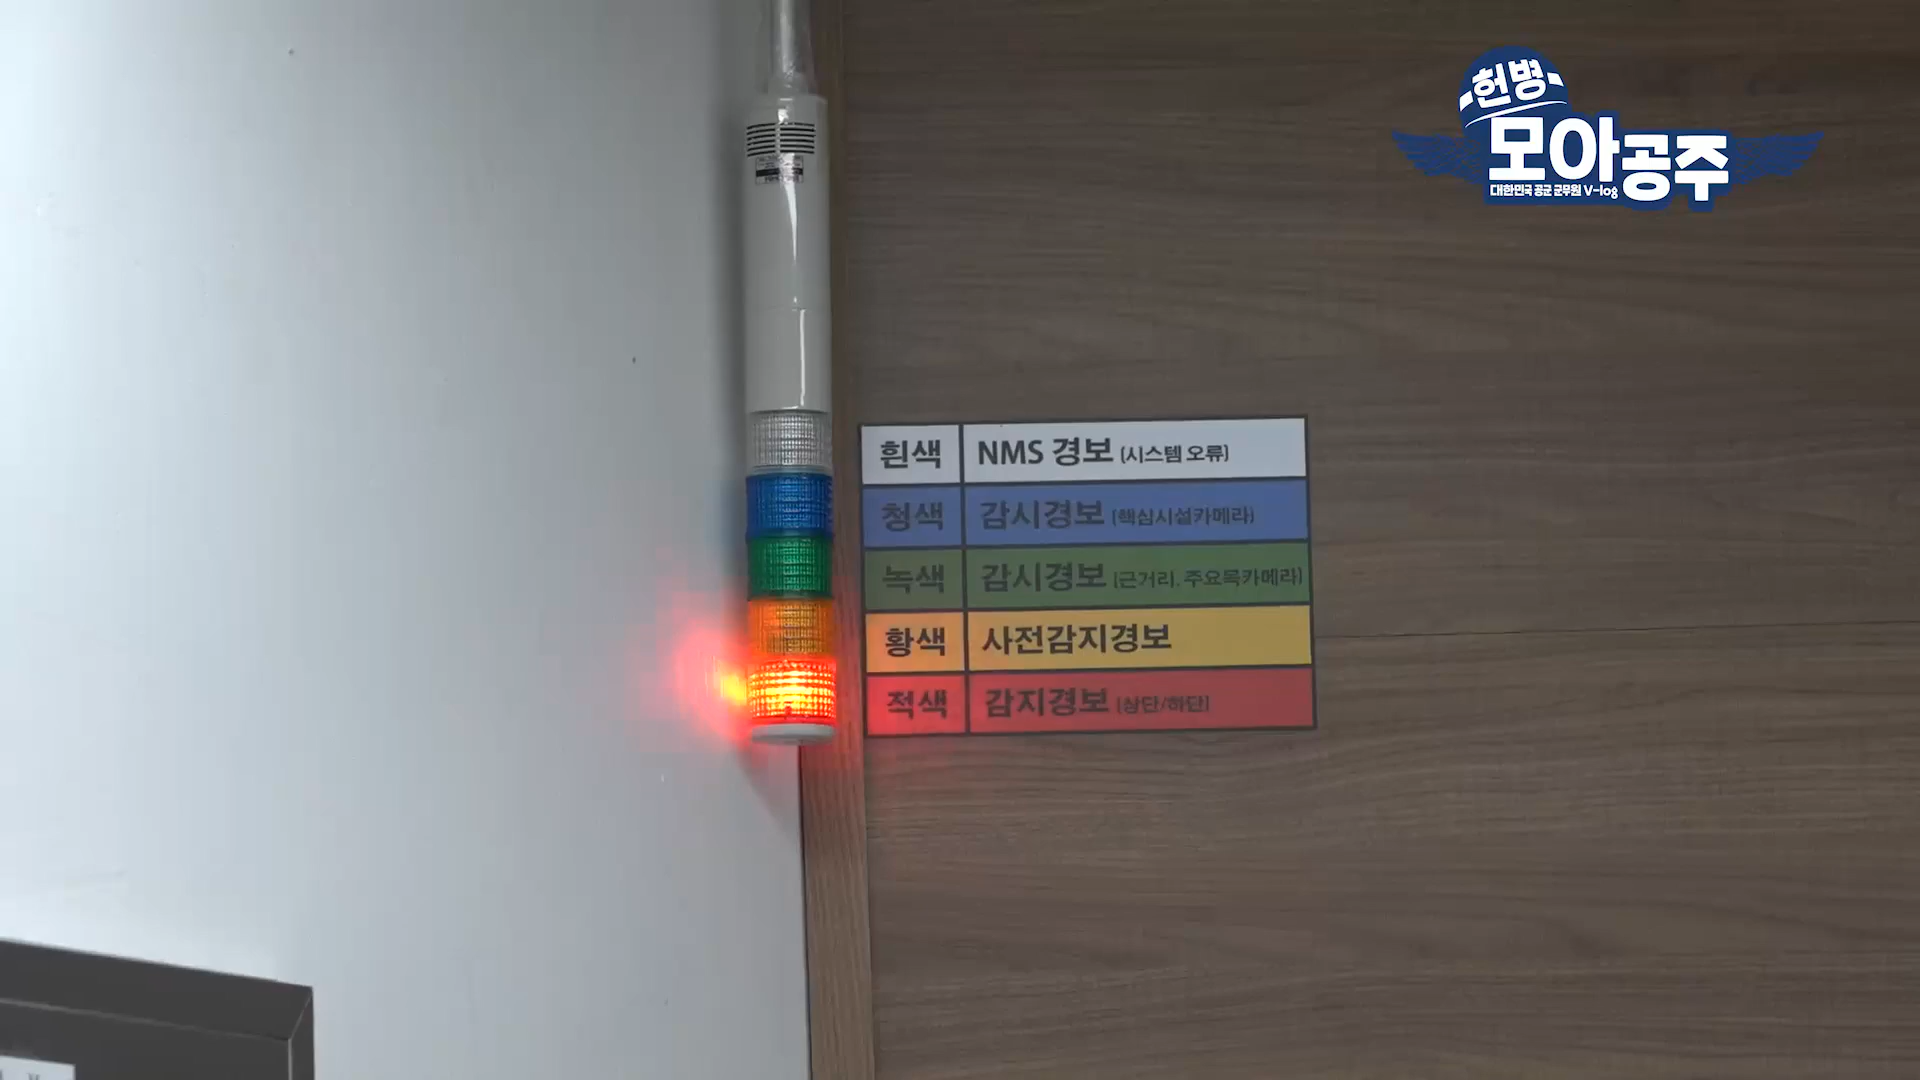 헌병
모아공주
대한민국 공군 군무원 V-log
흰색 NMS 경보 (시스템 오류)
청색 감시경보 (핵심시설카메라)
녹색 감시경보 (근거리, 주요목카메라)
황색 사전감지경보
적색 감지경보 (상단/하단)